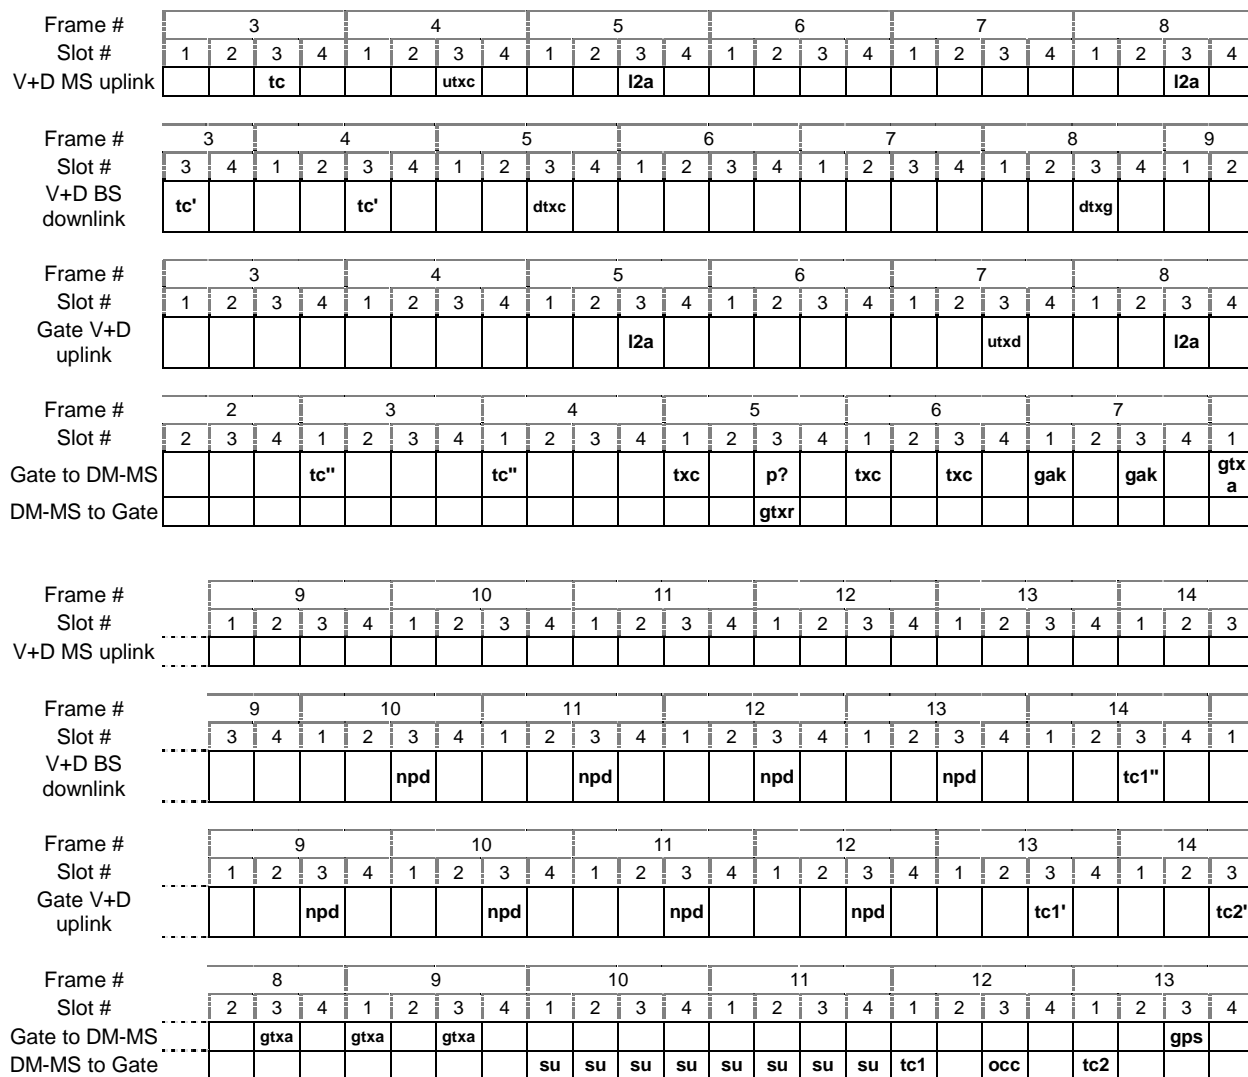 Frame # 3 4 5 6 7 8
Slot # 1 2 3 4 1 2 3 4 1 2 3 4 1 2 3 4 1 2 3 4 1 2 3 4
V+D MS uplink tc utxc l2a l2a
Frame # 3 4 5 6 7 8 9
Slot # 3 4 1 2 3 4 1 2 3 4 1 2 3 4 1 2 3 4 1 2 3 4 1 2
V+D BS
downlink tc' tc' dtxc dtxg
Frame # 3 4 5 6 7 8
Slot # 1 2 3 4 1 2 3 4 1 2 3 4 1 2 3 4 1 2 3 4 1 2 3 4
Gate V+D
uplink l2a utxd l2a
Frame # 2 3 4 5 6 7
Slot # 2 3 4 1 2 3 4 1 2 3 4 1 2 3 4 1 2 3 4 1 2 3 4 1
Gate to DM-MS tc" tc" txc p? txc txc gak gak gtx
a
DM-MS to Gate gtxr
Frame # 9 10 11 12 13 14
Slot # 1 2 3 4 1 2 3 4 1 2 3 4 1 2 3 4 1 2 3 4 1 2 3
V+D MS uplink
Frame # 9 10 11 12 13 14
Slot # 3 4 1 2 3 4 1 2 3 4 1 2 3 4 1 2 3 4 1 2 3 4 1
V+D BS
downlink npd npd npd npd tc1"
Frame # 9 10 11 12 13 14
Slot # 1 2 3 4 1 2 3 4 1 2 3 4 1 2 3 4 1 2 3 4 1 2 3
Gate V+D
uplink npd npd npd npd tc1' tc2'
Frame # 8 9 10 11 12 13
Slot # 2 3 4 1 2 3 4 1 2 3 4 1 2 3 4 1 2 3 4 1 2 3 4
Gate to DM-MS gtxa gtxa gtxa gps
DM-MS to Gate su su su su su su su su tc1 occ tc2